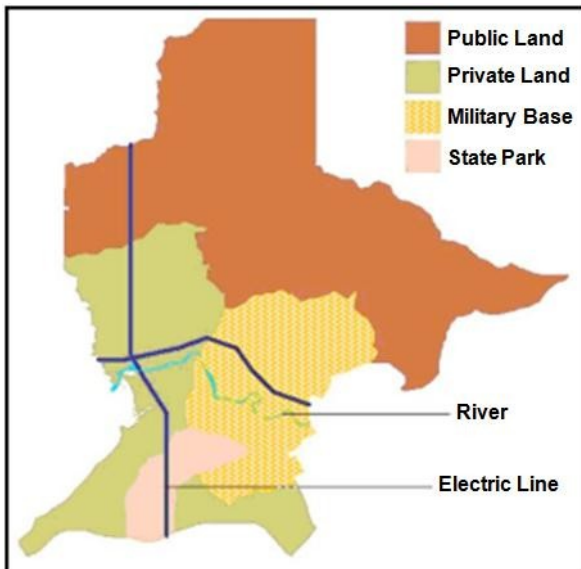 Public Land
Private Land
Military Base
State Park
River
Electric Line